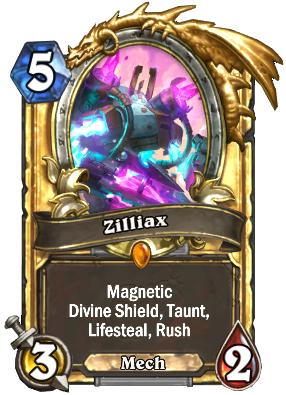 5
Zilliax
Magnetic
Divine Shield, Taunt,
Lifesteal, Rush
3
Mech
2